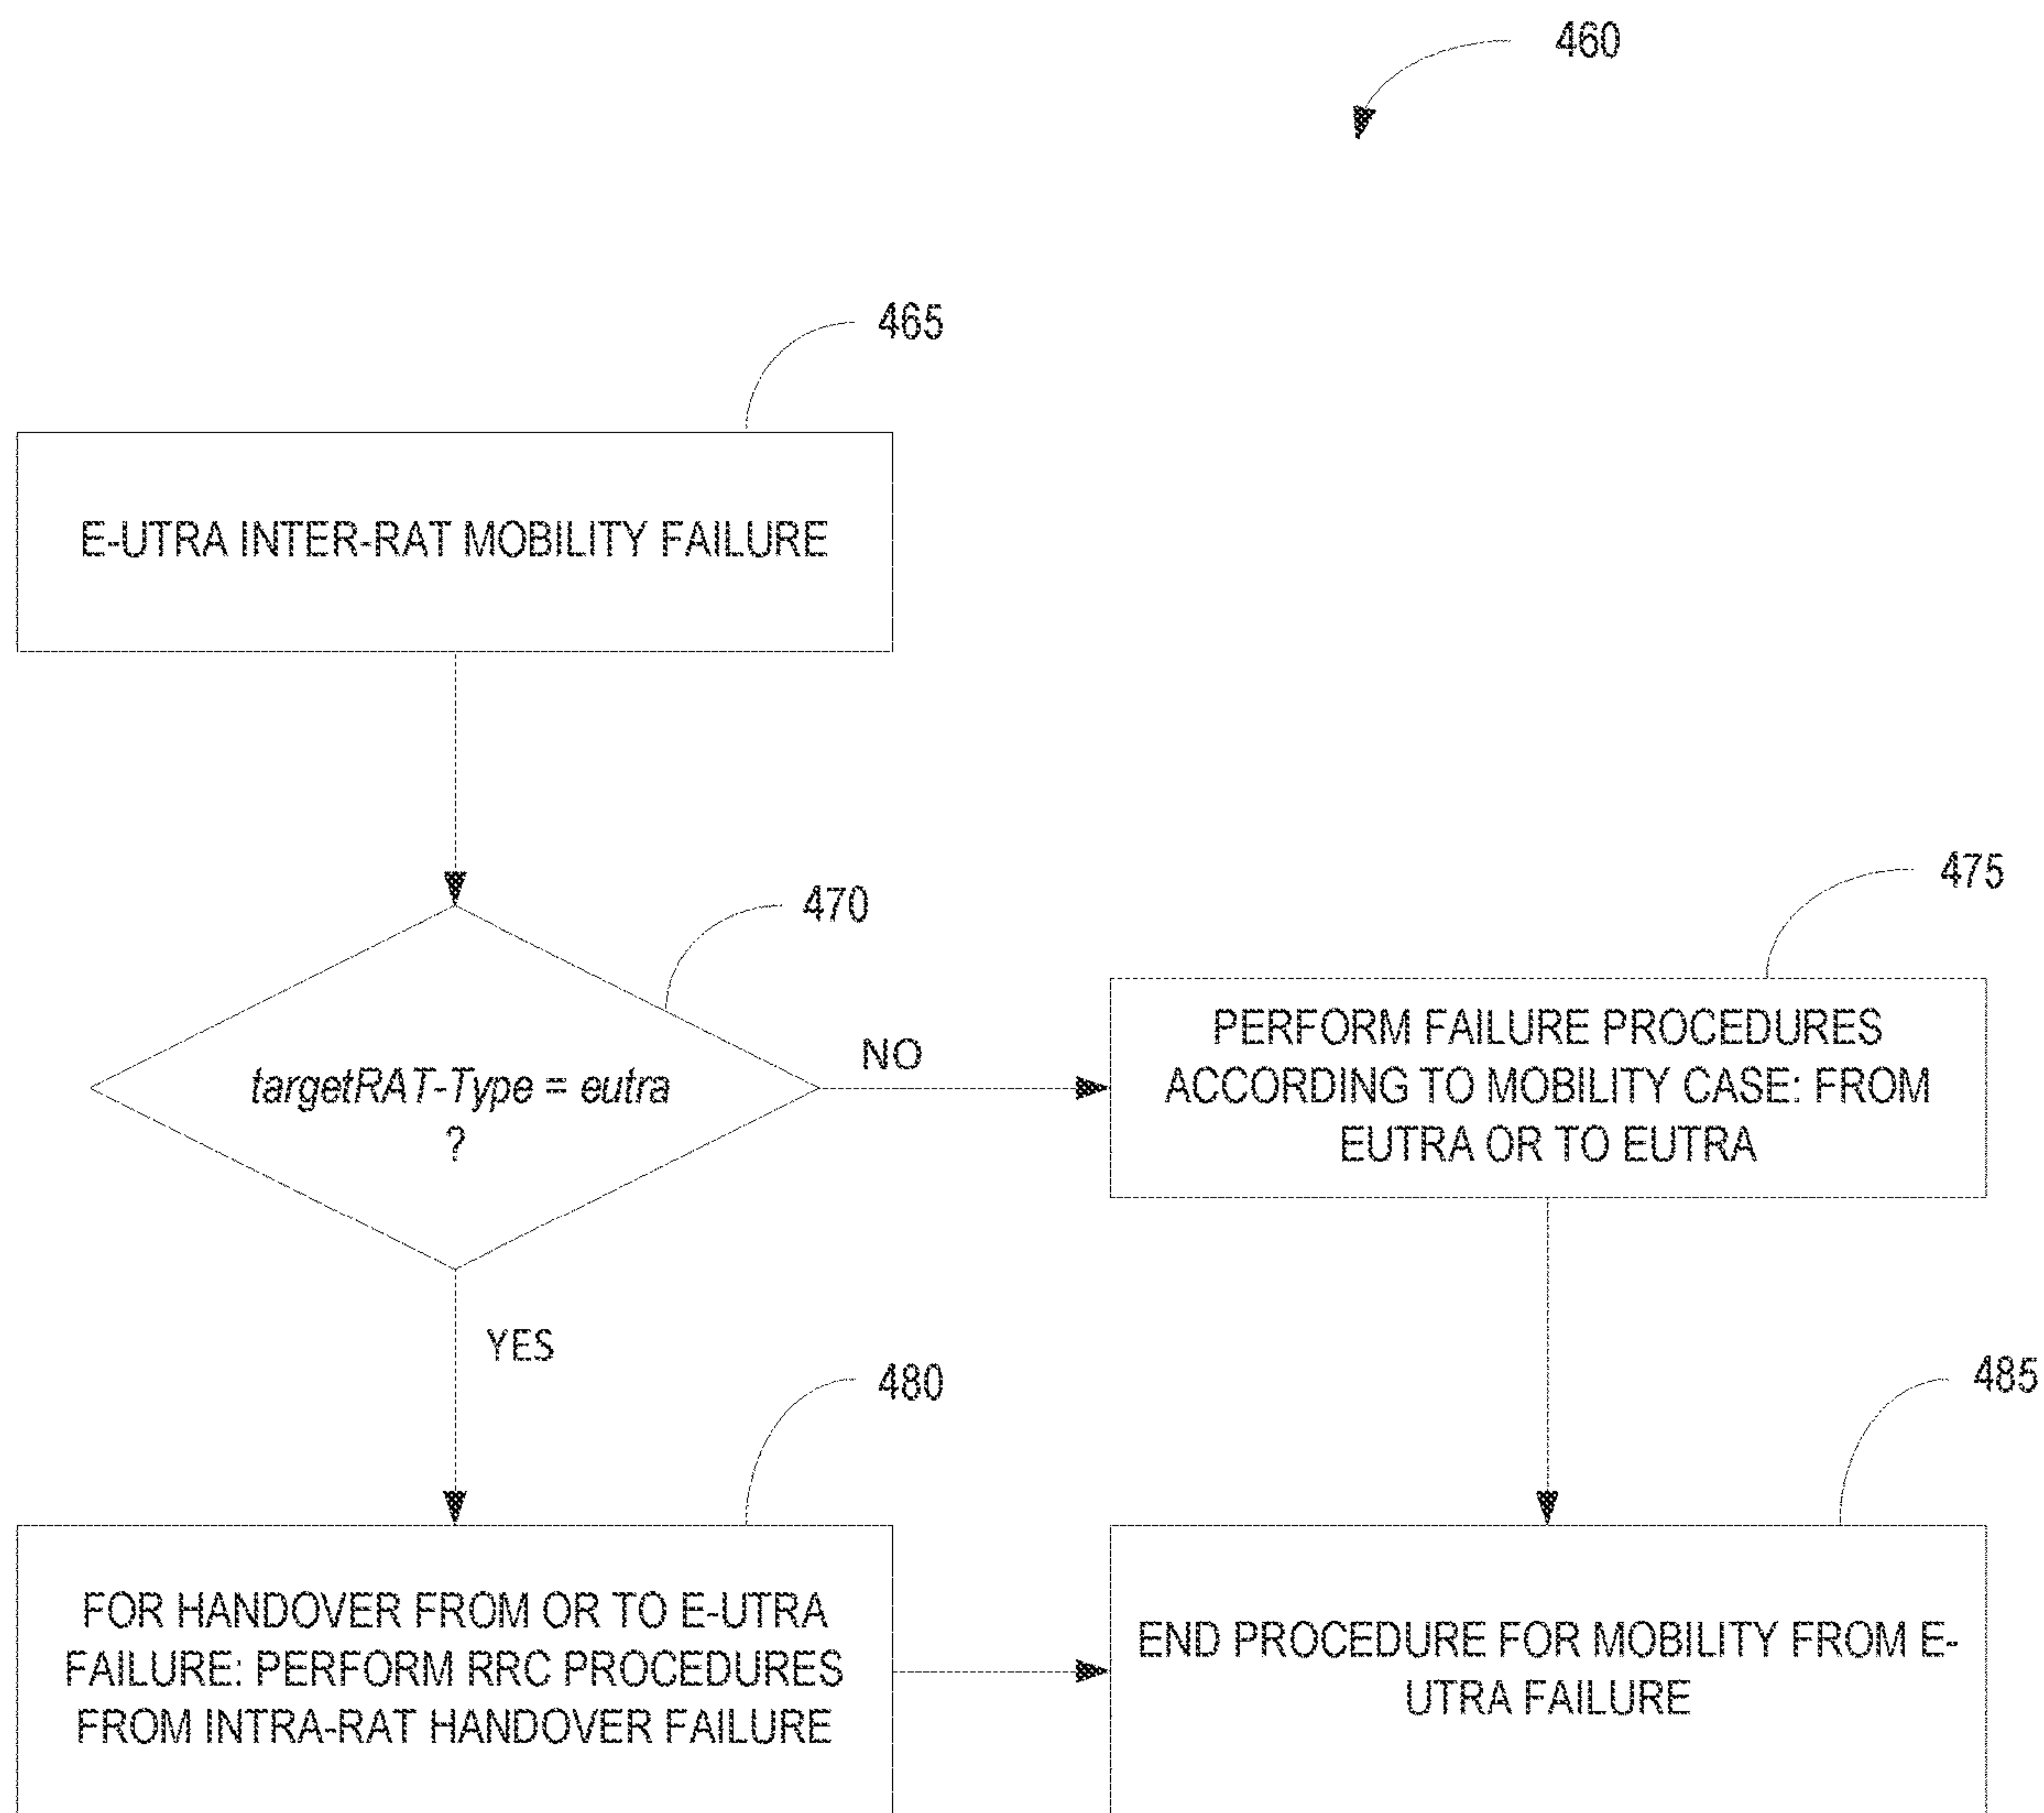 460
465
E-UTRA INTER-RAT MOBILITY FAILURE
470
targetRAT-Type = eutra
?
NO
475
PERFORM FAILURE PROCEDURES
ACCORDING TO MOBILITY CASE: FROM
EUTRA OR TO EUTRA
YES
480
FOR HANDOVER FROM OR TO E-UTRA
FAILURE: PERFORM RRC PROCEDURES
FROM INTRA-RAT HANDOVER FAILURE
485
END PROCEDURE FOR MOBILITY FROM E-
UTRA FAILURE